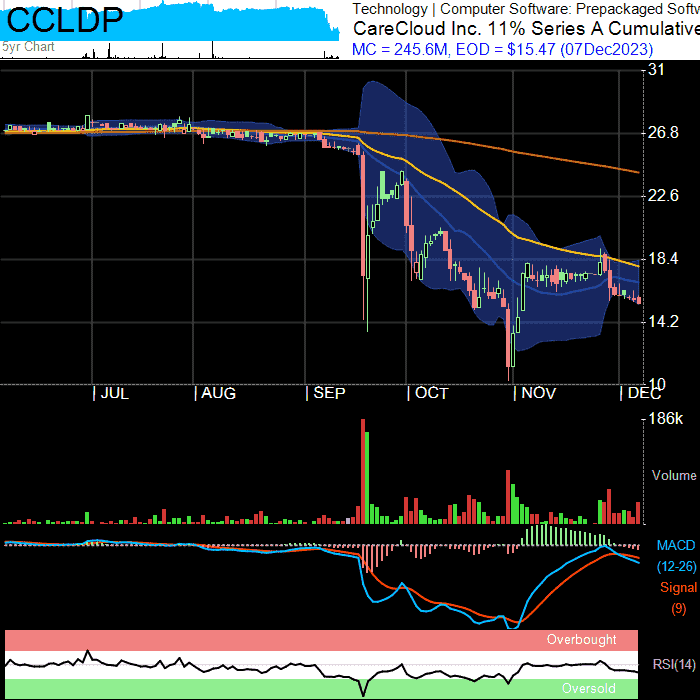 CCLDP
5yr Chart
Technology | Computer Software: Prepackaged Softw
CareCloud Inc. 11% Series A Cumulative
MC = 245.6M, EOD = $15.47 (07Dec2023)
31
26.8
22.6
18.4
14.2
10
JUL
AUG
SEP
OCT
NOV
DEC
186k
Volume
MACD
(12-26)
Signal
(9)
Overbought
RSI(14)
Oversold